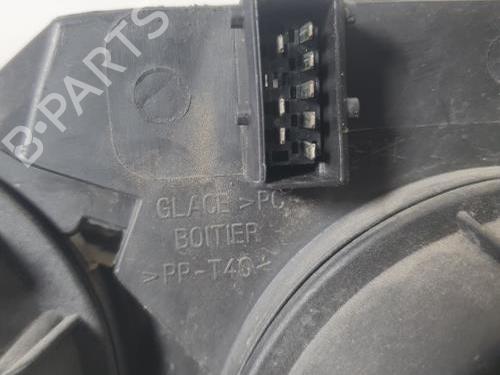 B-PARTS
GLACE >PC<
BOITIER
>PP-T40<